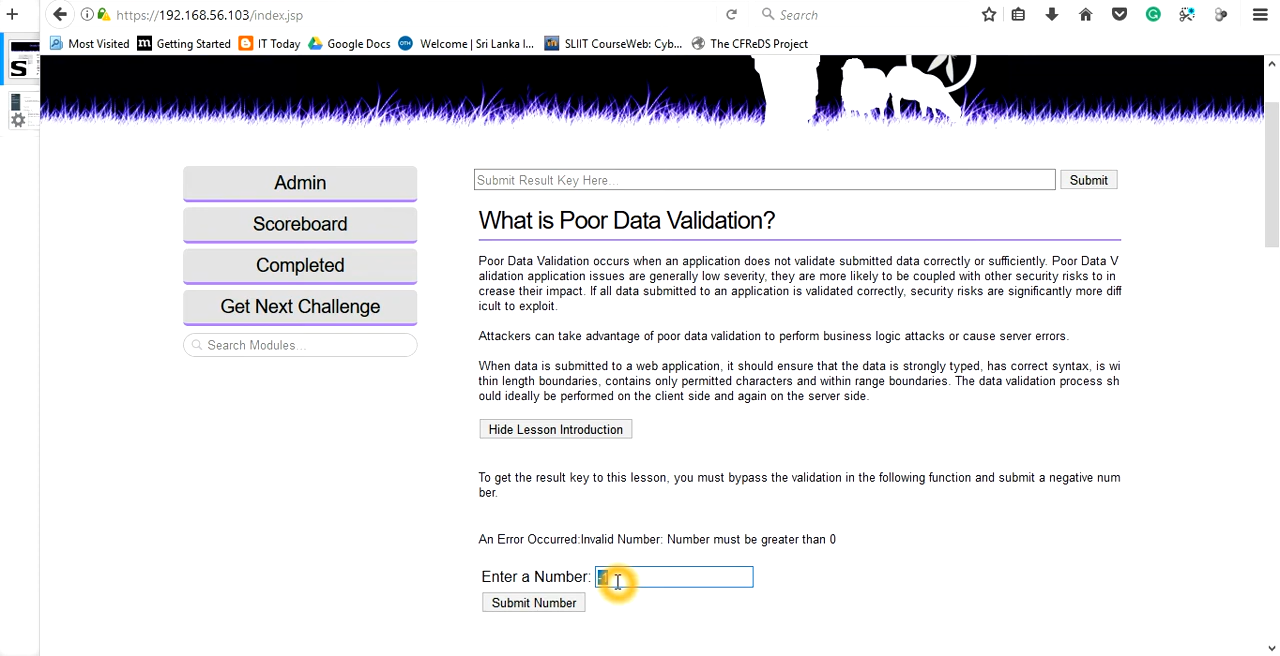 https://192.168.56.103/index.jsp
Search
Most Visited Getting Started IT Today Google Docs Welcome | Sri Lanka I... SLIIT CourseWeb: Cyb... The CFReDS Project
Admin
Scoreboard
Completed
Get Next Challenge
Search Modules...
Submit Result Key Here... Submit
What is Poor Data Validation?
Poor Data Validation occurs when an application does not validate submitted data correctly or sufficiently. Poor Data V
alidation application issues are generally low severity, they are more likely to be coupled with other security risks to in
crease their impact. If all data submitted to an application is validated correctly, security risks are significantly more diff
icult to exploit.
Attackers can take advantage of poor data validation to perform business logic attacks or cause server errors.
When data is submitted to a web application, it should ensure that the data is strongly typed, has correct syntax, is wi
thin length boundaries, contains only permitted characters and within range boundaries. The data validation process sh
ould ideally be performed on the client side and again on the server side.
Hide Lesson Introduction
To get the result key to this lesson, you must bypass the validation in the following function and submit a negative num
ber.
An Error Occurred:Invalid Number: Number must be greater than 0
Enter a Number:
Submit Number